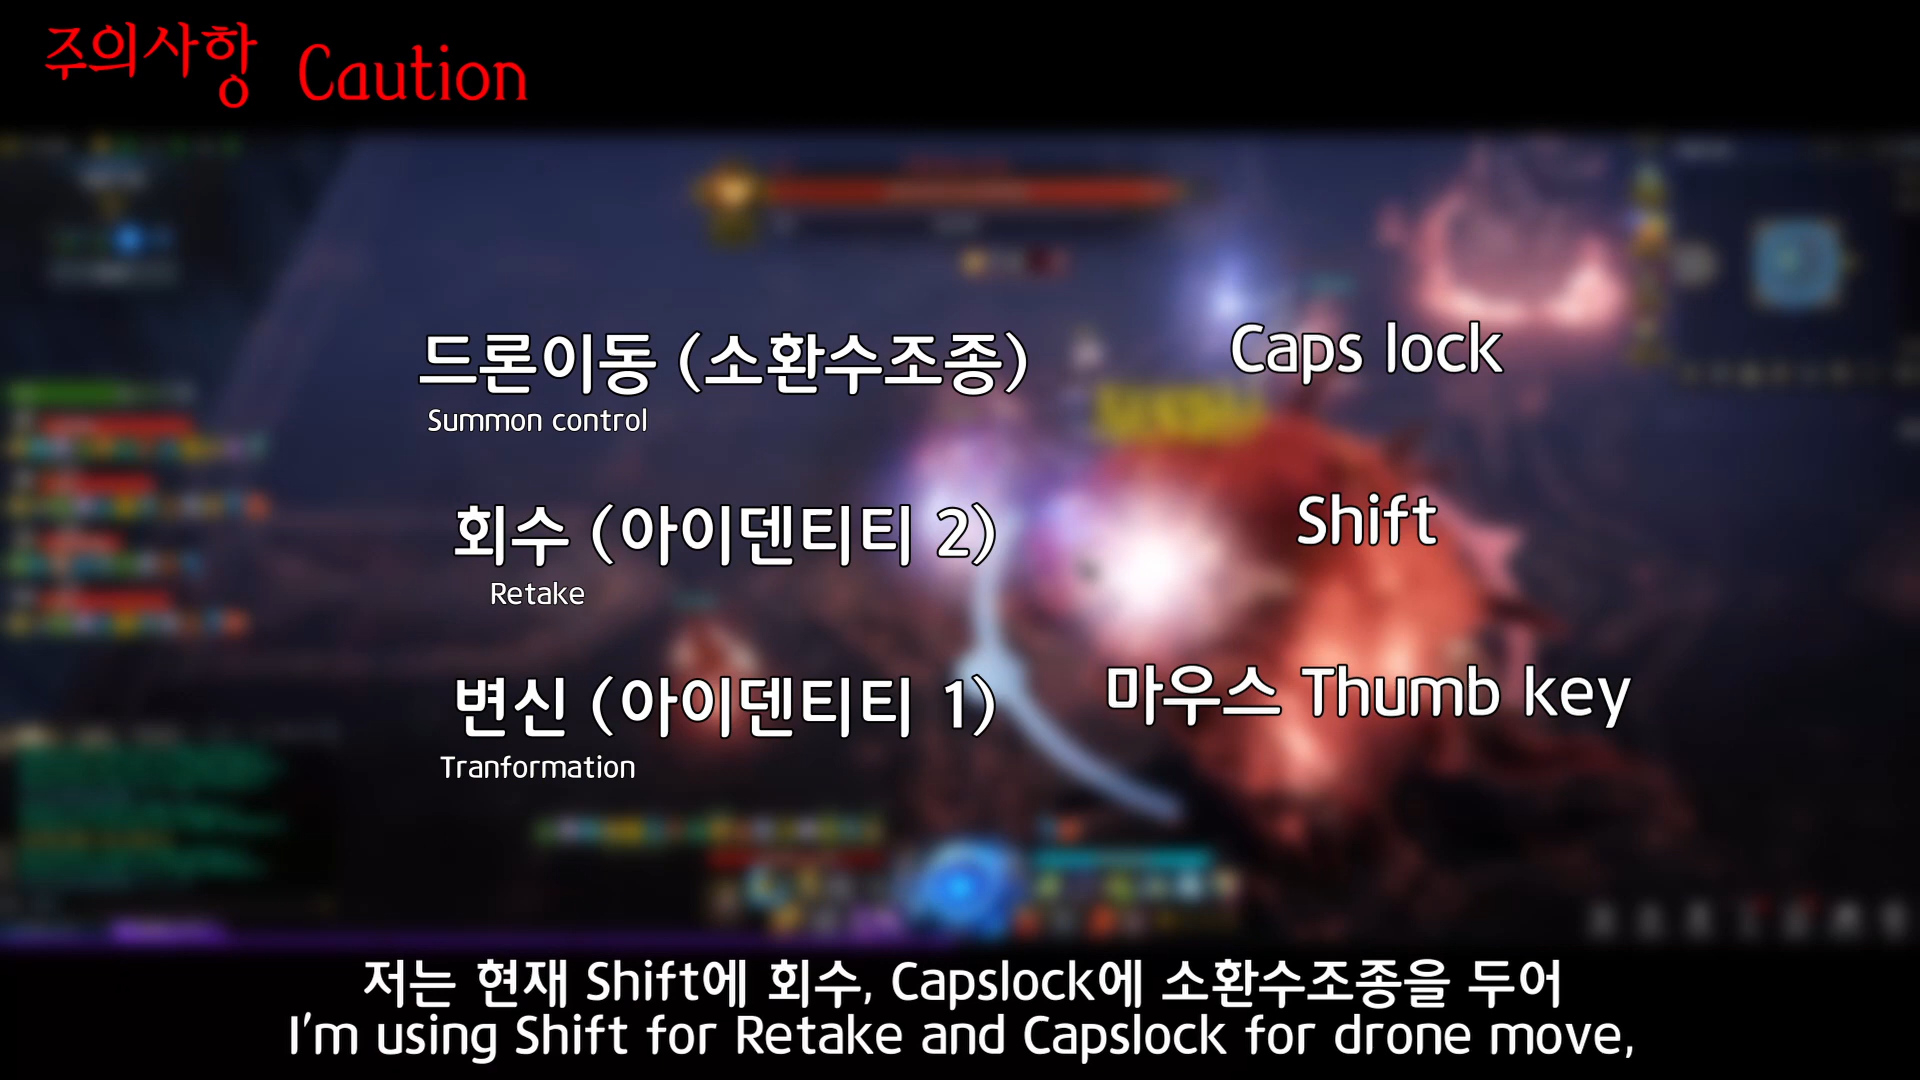 주의사항 Caution
드론이동 (소환수조종) Caps lock
Summon control
회수 (아이덴티티 2) Shift
Retake
변신 (아이덴티티 1) 마우스 Thumb key
Tranformation
저는 현재 Shift에 회수, Capslock에 소환수조종을 두어
I'm using Shift for Retake and Capslock for drone move,